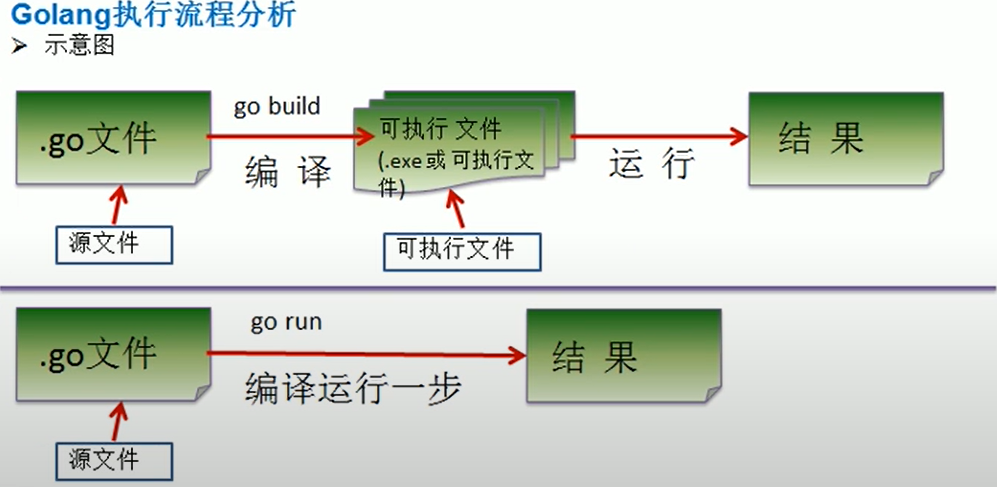 Golang执行流程分析
➤ 示意图
go build
.go文件
可执行 文件
(.exe或 可执行文
件)
编 译
运 行
结 果
源文件
可执行文件
go run
.go文件
编译运行一步
结 果
源文件